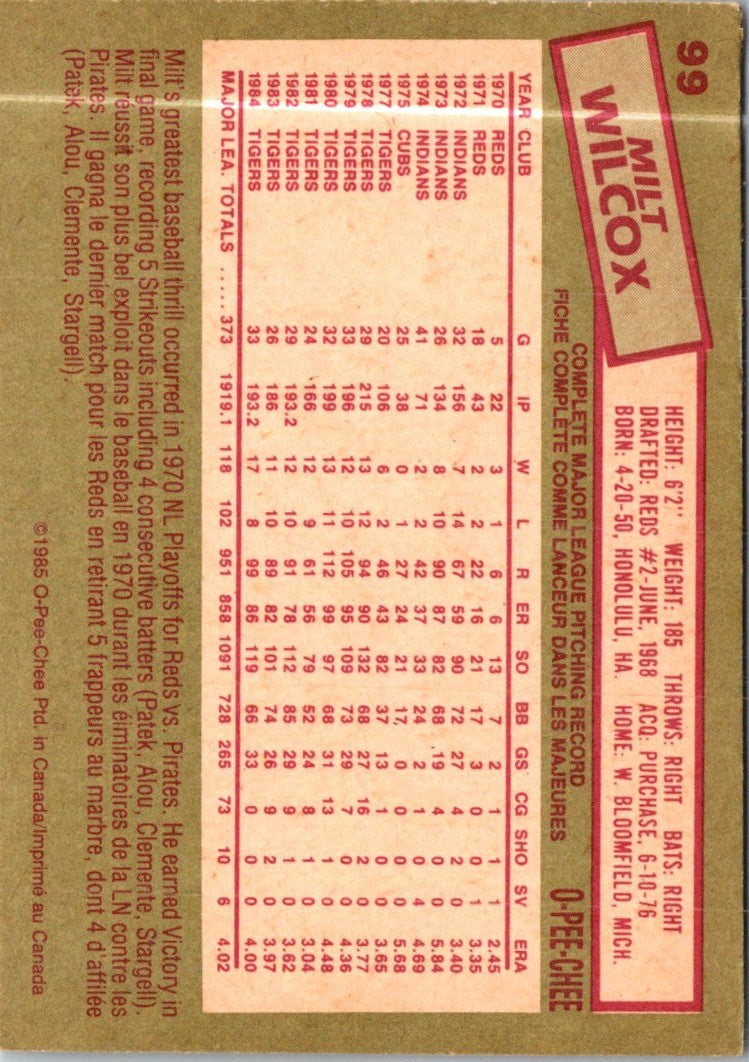 99
MILT
WILCOX
HEIGHT: 6'2" WEIGHT: 185 THROWS: RIGHT BATS: RIGHT
DRAFTED: REDS #2-JUNE, 1968 ACQ. PURCHASE, 6-10-76
BORN: 4-20-50, HONOLULU, HA. HOME: W. BLOOMFIELD, MICH.
COMPLETE MAJOR LEAGUE PITCHING RECORD
FICHE COMPLETE COMME LANCEUR DANS LES MAJEURES
O-PEE-CHEE
YEAR CLUB G IP W L R ER SO BB GS CG SHO SV ERA
1970 REDS 5 22 3 1 6 6 13 7 2 1 1 1 2.45
1971 REDS 18 43 2 2 22 16 21 17 3 0 0 1 3.35
1972 INDIANS 32 156 7 14 67 59 90 72 27 4 2 0 3.40
1973 INDIANS 26 134 8 10 90 87 82 68 19 4 0 0 5.84
1974 INDIANS 41 71 2 2 42 37 33 24 2 1 0 4 4.69
1975 CUBS 25 38 0 1 27 24 21 17 0 0 0 0 5.68
1977 TIGERS 20 106 6 2 46 43 82 37 13 1 0 0 3.65
1978 TIGERS 29 215 13 12 94 90 132 68 27 16 2 0 3.77
1979 TIGERS 33 196 12 10 105 95 109 73 29 7 0 0 4.36
1980 TIGERS 32 199 13 11 112 99 97 68 31 13 1 0 4.48
1981 TIGERS 24 166 12 9 61 56 79 52 24 8 1 0 3.04
1982 TIGERS 29 193.2 12 10 91 78 112 85 29 9 1 0 3.62
1983 TIGERS 26 186 11 10 89 82 101 74 26 9 2 0 3.97
1984 TIGERS 33 193.2 17 8 99 86 119 66 33 0 0 0 4.00
MAJOR LEA. TOTALS ..... 373 1919.1 118 102 951 858 1091 728 265 73 10 6 4.02
Milt's greatest baseball thrill occurred in 1970 NL Playoffs for Reds vs. Pirates. He earned Victory in
final game, recording 5 Strikeouts including 4 consecutive batters (Patek, Alou, Clemente, Stargell).
Milt réussit son plus bel exploit dans le baseball en 1970 durant les éliminatoires de la LN contre les
Pirates. Il gagna le dernier match pour les Reds en retirant 5 frappeurs au marbre, dont 4 d'affilée
(Patek, Alou, Clemente, Stargell).
©1985 O-Pee-Chee Ptd. in Canada/Imprimé au Canada